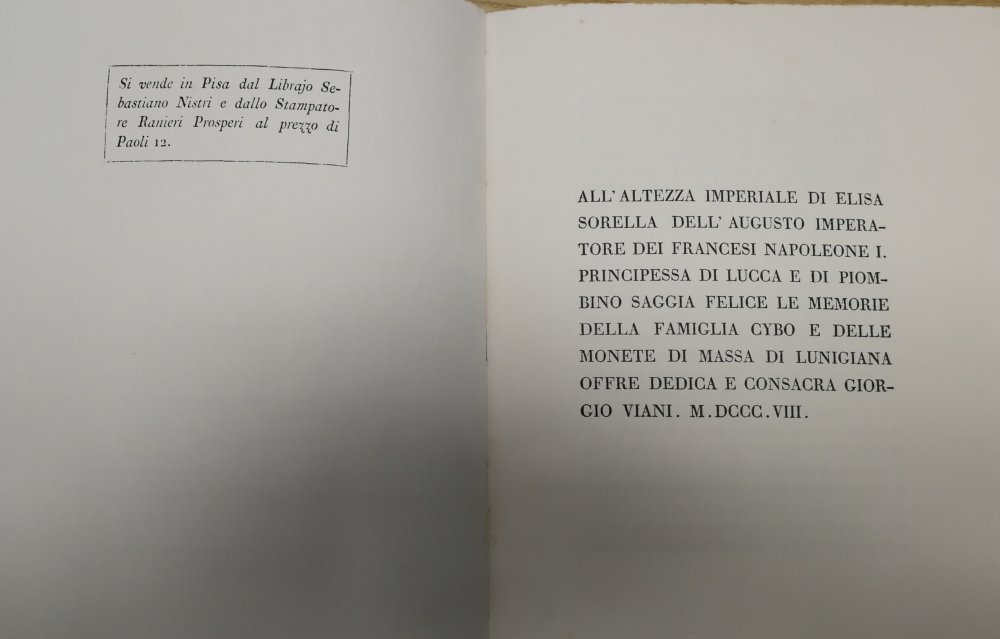 Si vende in Pisa dal Librajo Se-
bastiano Nistri e dallo Stampato-
re Ranieri Prosperi al prezzo di
Paoli 12.
ALL' ALTEZZA IMPERIALE DI ELISA
SORELLA DELL' AUGUSTO IMPERA-
TORE DEI FRANCESI NAPOLEONE I.
PRINCIPESSA DI LUCCA E DI PIOM-
BINO SAGGIA FELICE LE MEMORIE
DELLA FAMIGLIA CYBO E DELLE
MONETE DI MASSA DI LUNIGIANA
OFFRE DEDICA E CONSACRA GIOR-
GIO VIANI. M.DCCC.VIII.